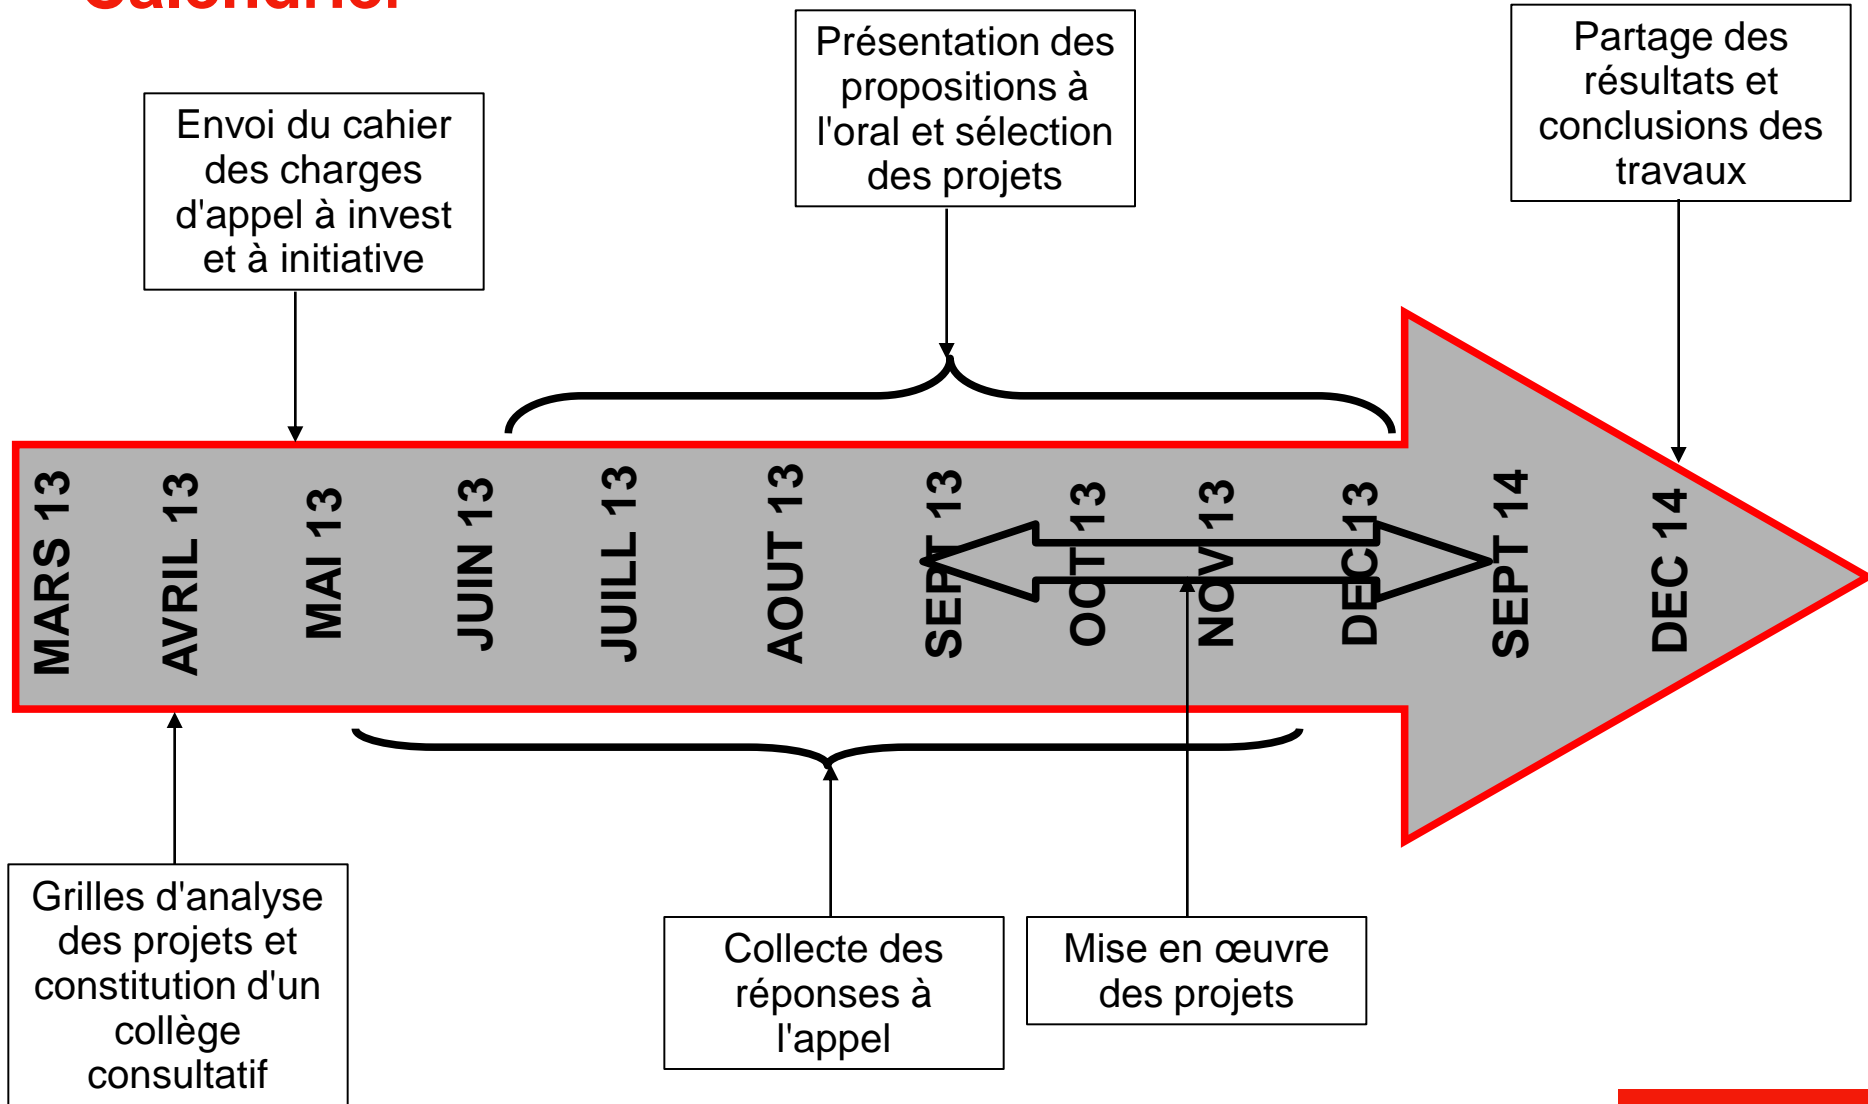 Calendrier
Présentation des
propositions à
l'oral et sélection
des projets
Partage des
résultats et
conclusions des
travaux
Envoi du cahier
des charges
d'appel à invest
et à initiative
MARS 13
AVRIL 13
MAI 13
JUIN 13
JUILL 13
AOUT 13
SEPT 13
OCT 13
NOV 13
DEC 13
SEPT 14
DEC 14
Grilles d'analyse
des projets et
constitution d'un
collège
consultatif
Collecte des
réponses à
l'appel
Mise en œuvre
des projets